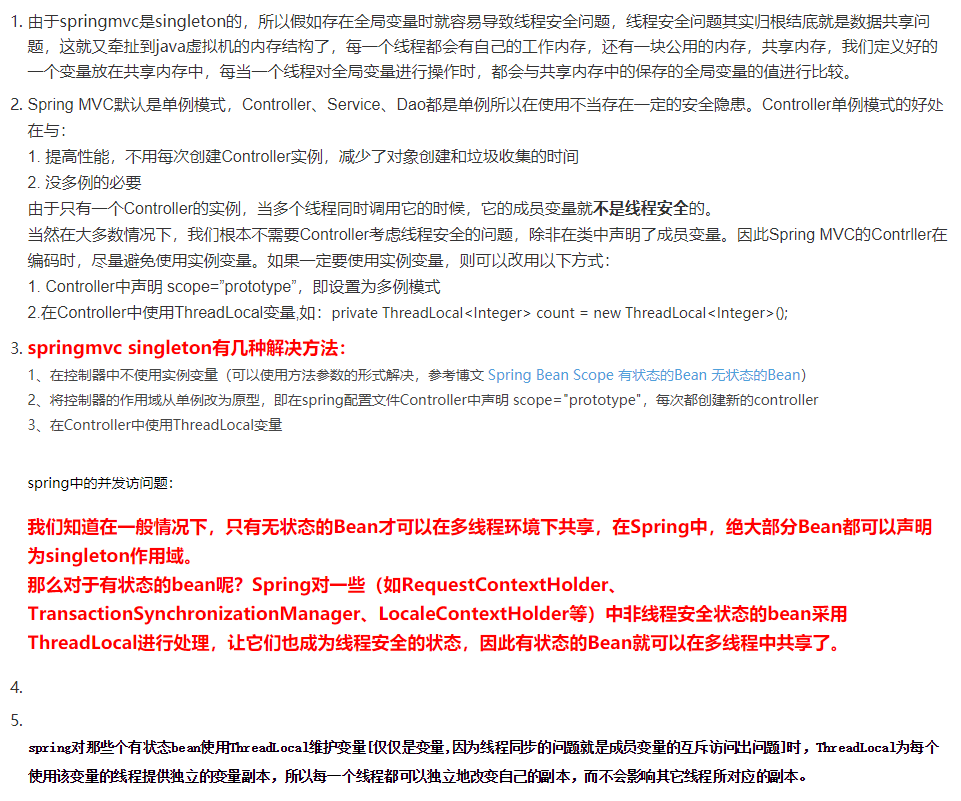 1. 由于springmvc是singleton的，所以假如存在全局变量时就容易导致线程安全问题，线程安全问题其实归根结底就是数据共享问
题，这就又牵扯到java虚拟机的内存结构了，每一个线程都会有自己的工作内存，还有一块公用的内存，共享内存，我们定义好的
一个变量放在共享内存中，每当一个线程对全局变量进行操作时，都会与共享内存中的保存的全局变量的值进行比较。
2. Spring MVC默认是单例模式，Controller、Service、Dao都是单例所以在使用不当存在一定的安全隐患。Controller单例模式的好处
在与：
1. 提高性能，不用每次创建Controller实例，减少了对象创建和垃圾收集的时间
2. 没多例的必要
由于只有一个Controller的实例，当多个线程同时调用它的时候，它的成员变量就不是线程安全的。
当然在大多数情况下，我们根本不需要Controller考虑线程安全的问题，除非在类中声明了成员变量。因此Spring MVC的Contrller在
编码时，尽量避免使用实例变量。如果一定要使用实例变量，则可以改用以下方式：
1. Controller中声明 scope=”prototype”，即设置为多例模式
2.在Controller中使用ThreadLocal变量,如：private ThreadLocal<Integer> count = new ThreadLocal<Integer>();
3. springmvc singleton有几种解决方法：
1、在控制器中不使用实例变量（可以使用方法参数的形式解决，参考博文 Spring Bean Scope 有状态的Bean 无状态的Bean）
2、将控制器的作用域从单例改为原型，即在spring配置文件Controller中声明 scope="prototype"，每次都创建新的controller
3、在Controller中使用ThreadLocal变量
spring中的并发访问题：
我们知道在一般情况下，只有无状态的Bean才可以在多线程环境下共享，在Spring中，绝大部分Bean都可以声明
为singleton作用域。
那么对于有状态的bean呢？Spring对一些（如RequestContextHolder、
TransactionSynchronizationManager、LocaleContextHolder等）中非线程安全状态的bean采用
ThreadLocal进行处理，让它们也成为线程安全的状态，因此有状态的Bean就可以在多线程中共享了。
4.
5.
spring对那些个有状态bean使用ThreadLocal维护变量[仅仅是变量,因为线程同步的问题就是成员变量的互斥访问出问题]时，ThreadLocal为每个
使用该变量的线程提供独立的变量副本，所以每一个线程都可以独立地改变自己的副本，而不会影响其它线程所对应的副本。